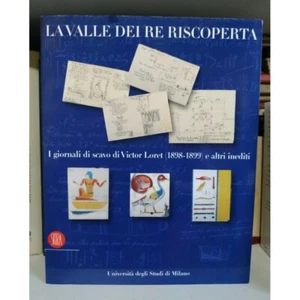 LA VALLE DEI RE RISCOPERTA
I giornali di scavo di Victor Loret (1898-1899) e altri inediti
SKIRA
Università degli Studi di Milano